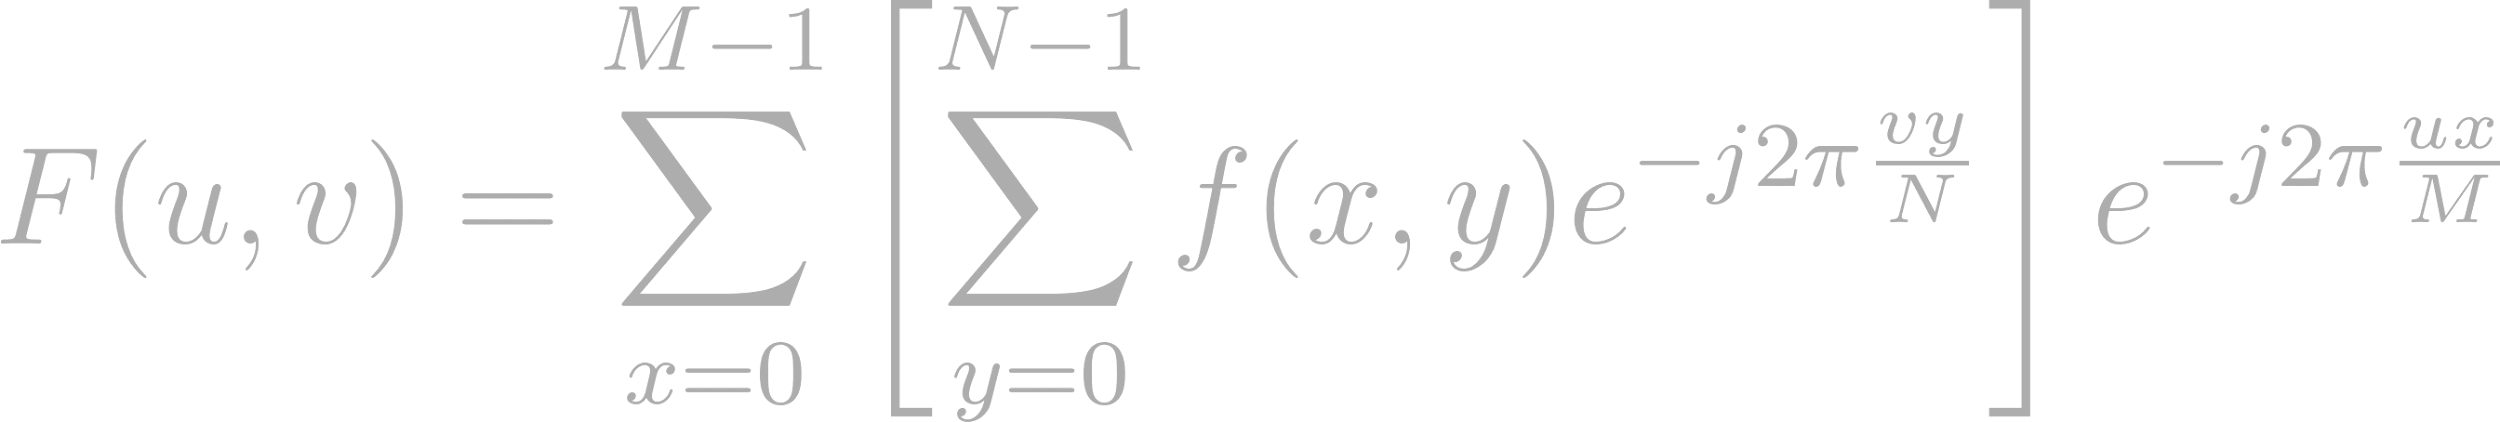 F(u, v) = \sum_{x=0}^{M-1} \left[ \sum_{y=0}^{N-1} f(x, y) e^{-j2\pi \frac{vy}{N}} \right] e^{-j2\pi \frac{ux}{M}}